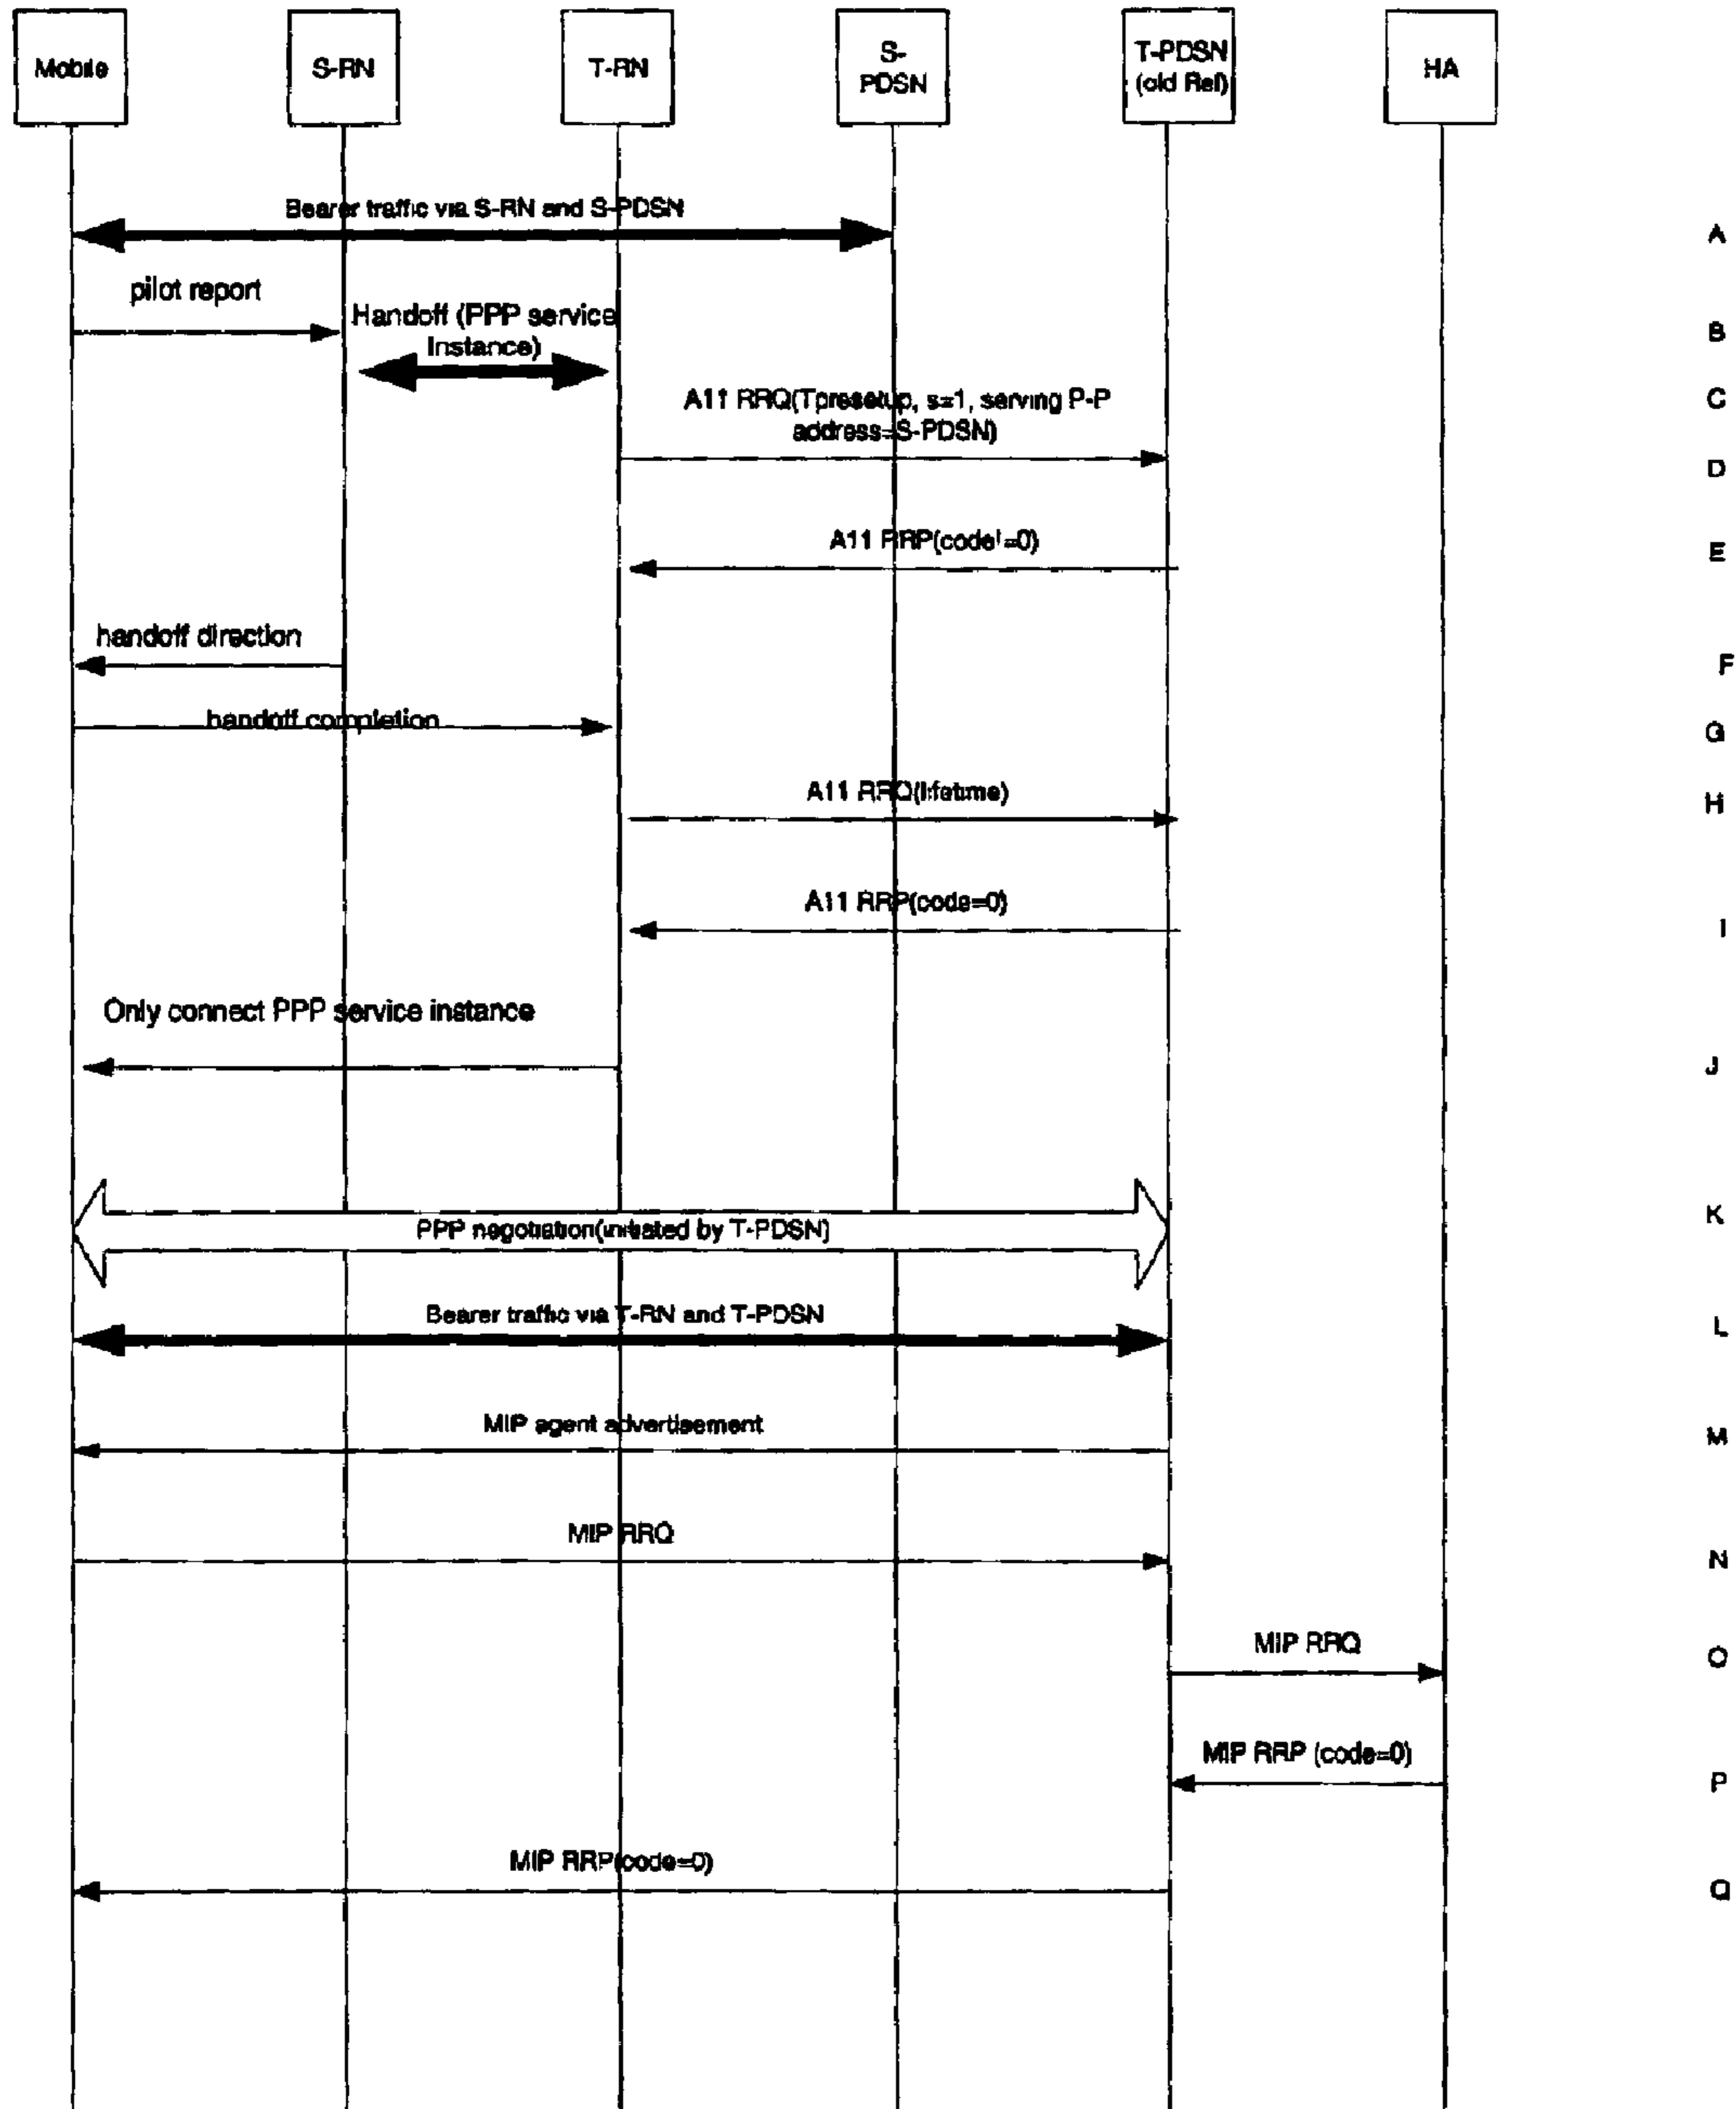 Mobile
S-RN
T-RN
S-
PDSN
T-PDSN
(old Rel)
HA
Bearer traffic via S-RN and S-PDSN
A
pilot report
B
Handoff (PPP service
Instance)
A11 RRQ(Tpresetup, s=1, serving P-P
address=S-PDSN)
C
D
A11 RRP(code!=0)
E
handoff direction
F
handoff completion
G
A11 RRQ(lifetime)
H
A11 RRP(code=0)
I
Only connect PPP service instance
J
PPP negotiation(initiated by T-PDSN)
K
Bearer traffic via T-RN and T-PDSN
L
MIP agent advertisement
M
MIP RRQ
N
MIP RRQ
O
MIP RRP (code=0)
P
MIP RRP(code=0)
Q